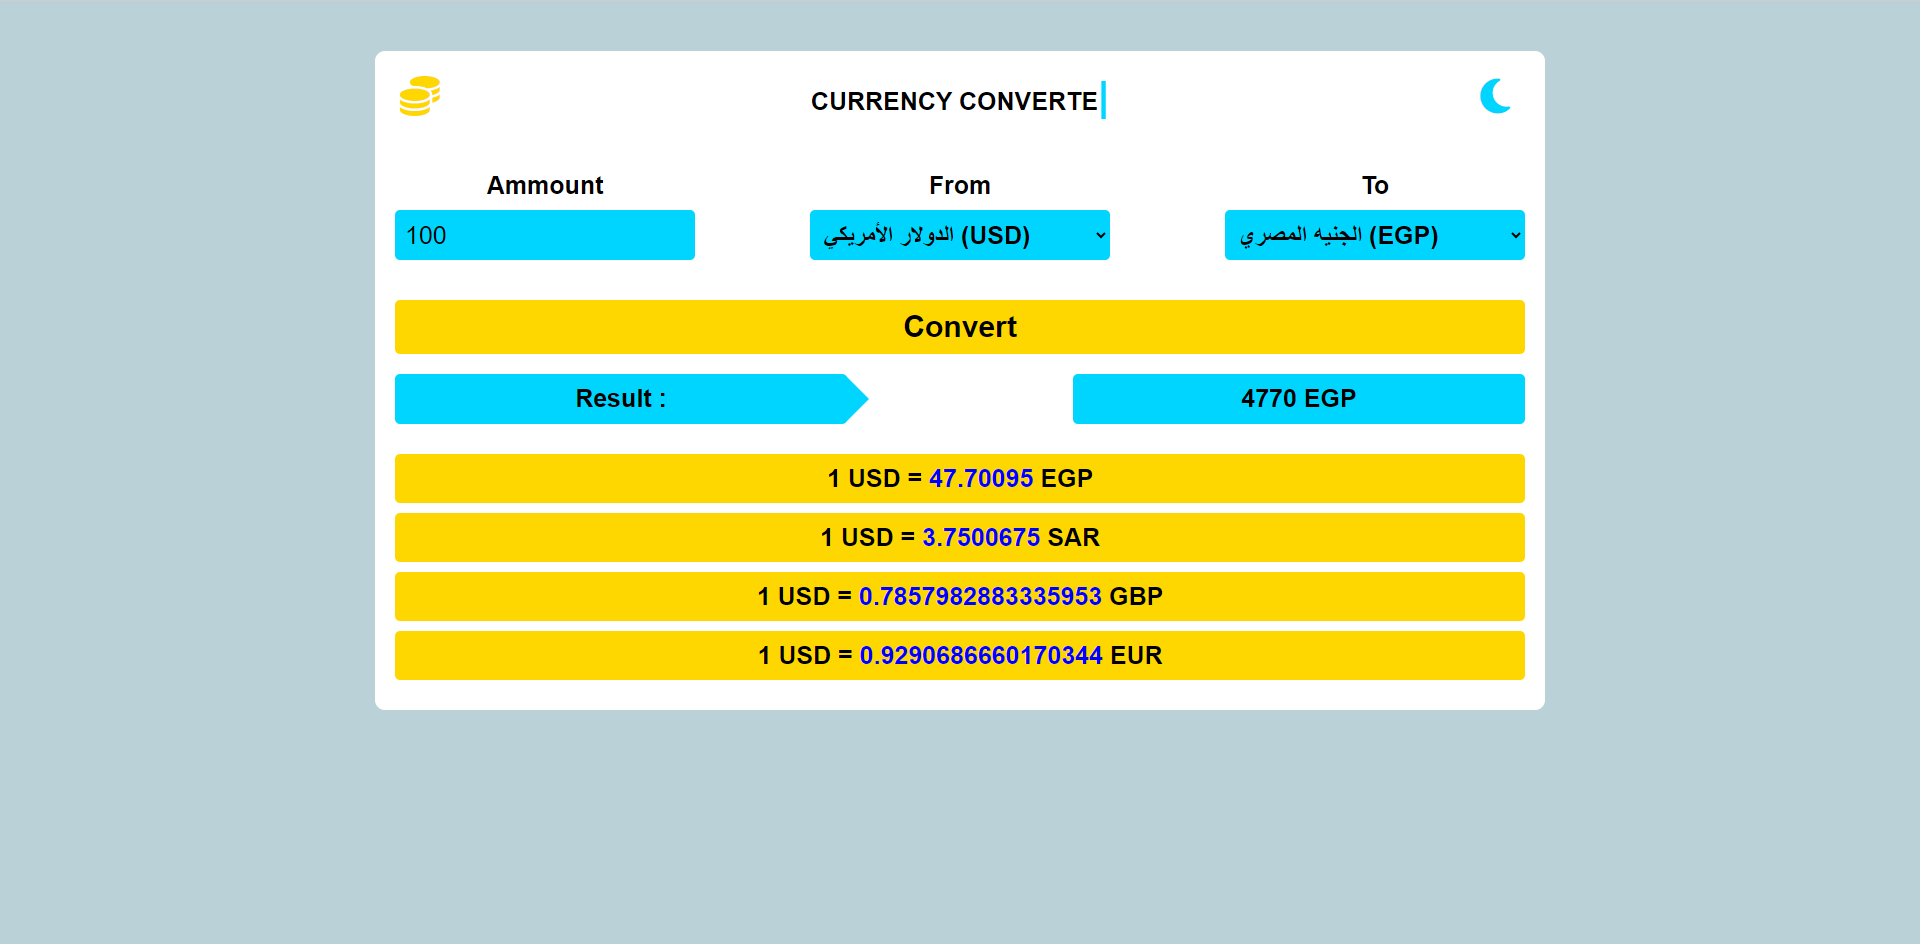 CURRENCY CONVERTE
Ammount From To
100 الدولار الأمريكي (USD) الجنيه المصري (EGP)
Convert
Result : 4770 EGP
1 USD = 47.70095 EGP
1 USD = 3.7500675 SAR
1 USD = 0.7857982883335953 GBP
1 USD = 0.9290686660170344 EUR